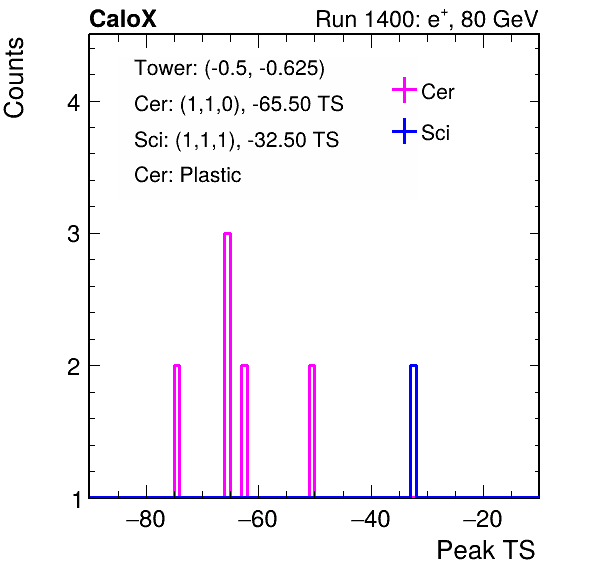 CaloX Run 1400: e⁺, 80 GeV
Counts
Tower: (-0.5, -0.625)
Cer: (1,1,0), -65.50 TS
Sci: (1,1,1), -32.50 TS
Cer: Plastic
Cer
Sci
4
3
2
1
−80 −60 −40 −20
Peak TS